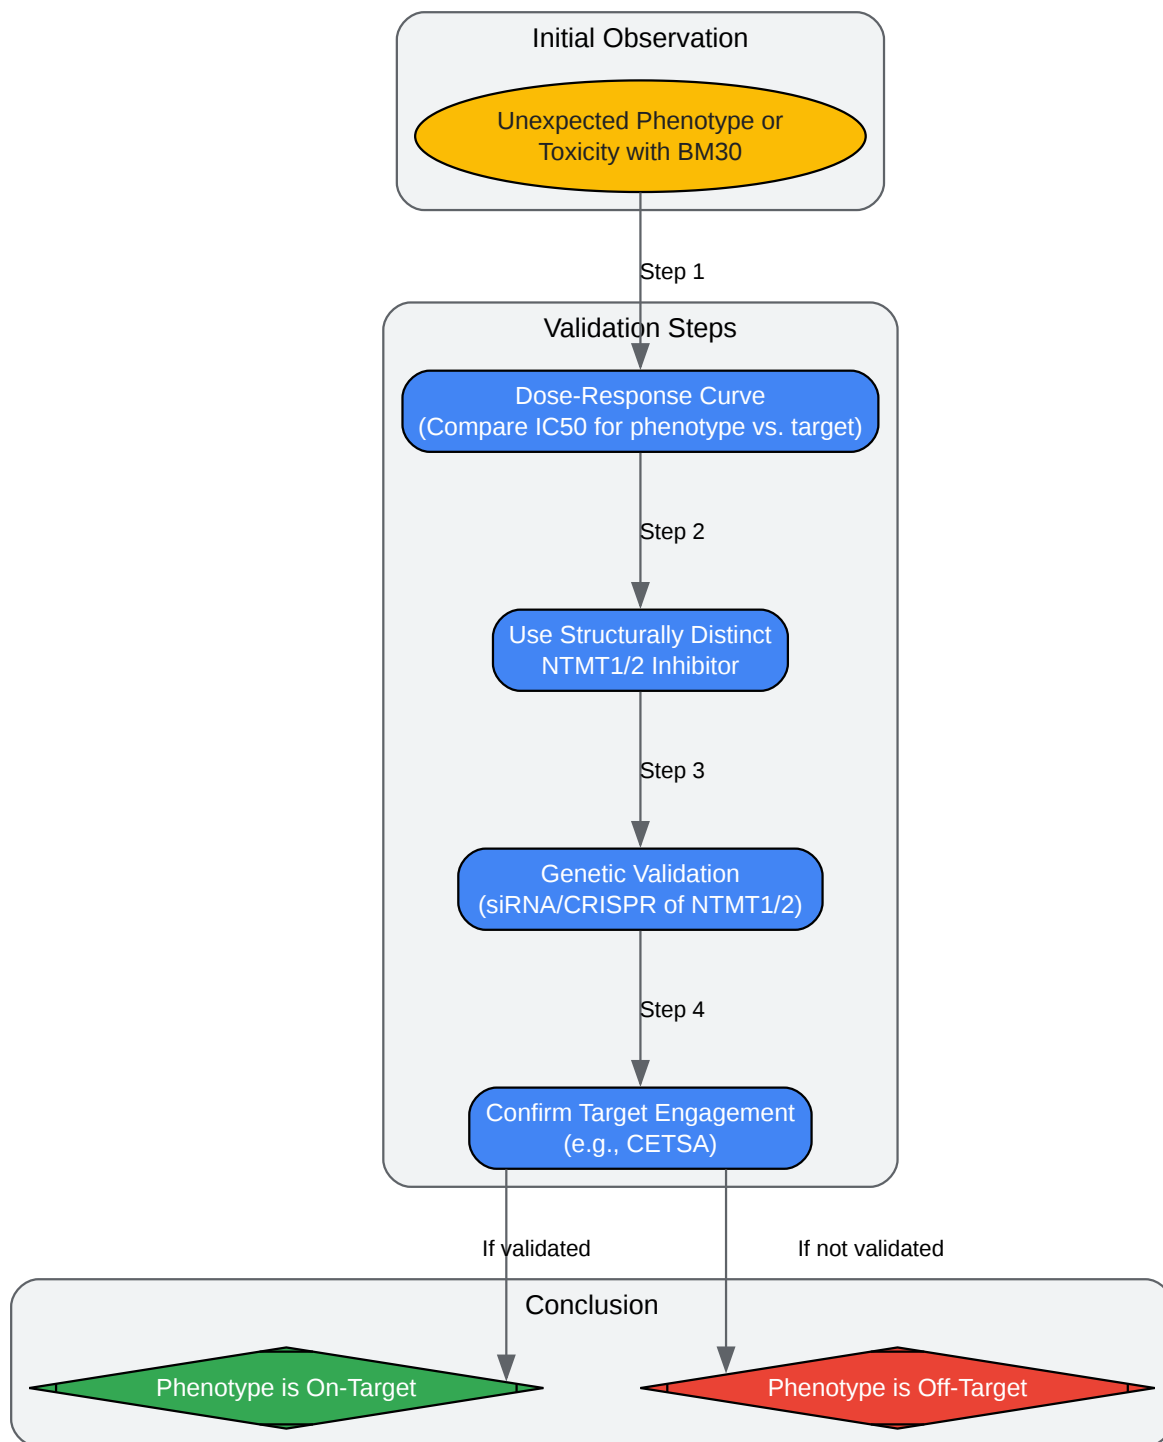 Initial Observation
Unexpected Phenotype or
Toxicity with BM30
Step 1
Validation Steps
Dose-Response Curve
(Compare IC50 for phenotype vs. target)
Step 2
Use Structurally Distinct
NTMT1/2 Inhibitor
Step 3
Genetic Validation
(siRNA/CRISPR of NTMT1/2)
Step 4
Confirm Target Engagement
(e.g., CETSA)
If validated
If not validated
Conclusion
Phenotype is On-Target
Phenotype is Off-Target